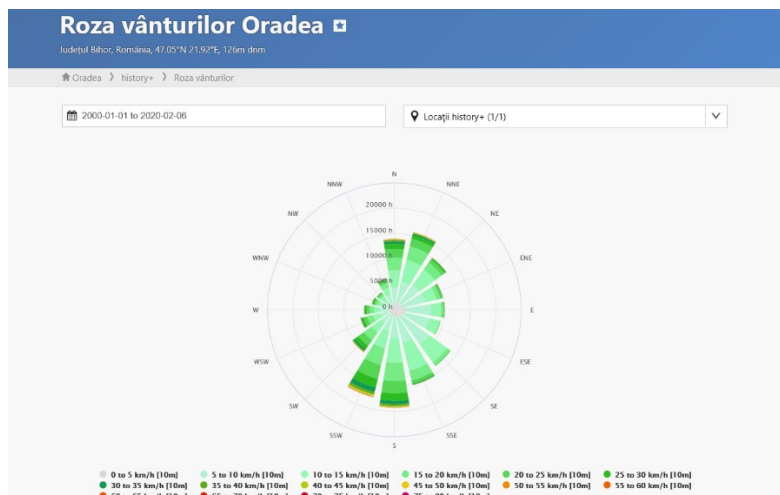 Roza vânturilor Oradea
Județul Bihor, România, 47.05°N 21.92°E, 126m dnm
Oradea > history+ > Roza vânturilor
2000-01-01 to 2020-02-06
Locații history+ (1/1)
N
NNW NNE
20000 h
NW NE
15000 h
WNW 10000 h ENE
5000 h
W 0 h E
WSW ESE
SW SE
SSW SSE
S
0 to 5 km/h [10m] 5 to 10 km/h [10m] 10 to 15 km/h [10m] 15 to 20 km/h [10m] 20 to 25 km/h [10m] 25 to 30 km/h [10m]
30 to 35 km/h [10m] 35 to 40 km/h [10m] 40 to 45 km/h [10m] 45 to 50 km/h [10m] 50 to 55 km/h [10m] 55 to 60 km/h [10m]